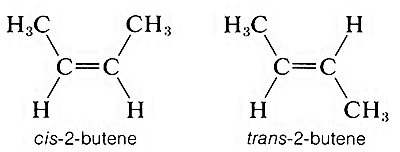 H₃C CH₃ H₃C H
C=C C=C
H H H CH₃
cis-2-butene trans-2-butene